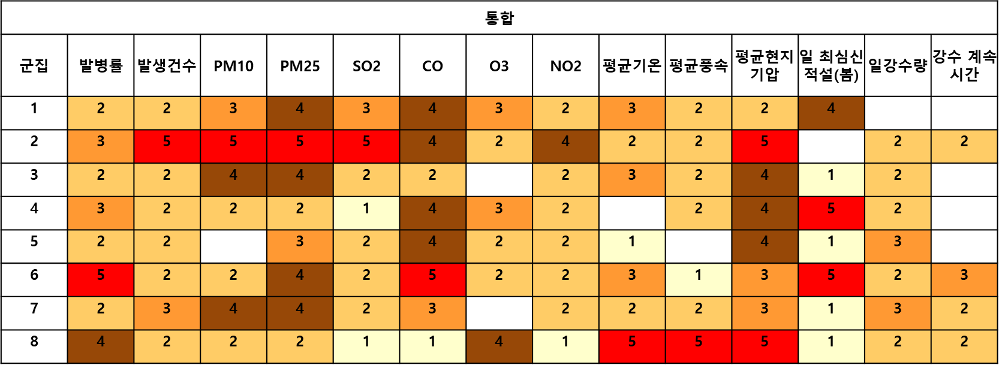 통합
군집 발병률 발생건수 PM10 PM25 SO2 CO O3 NO2 평균기온 평균풍속 평균현지 기압 일 최심신 적설(봄) 일강수량 강수 계속 시간
1 2 2 3 4 3 4 3 2 3 2 2 4
2 3 5 5 5 5 4 2 4 2 2 5 2 2
3 2 2 4 4 2 2 2 3 2 4 1 2
4 3 2 2 2 1 4 3 2 2 4 5 2
5 2 2 3 2 4 2 2 1 4 1 3
6 5 2 2 4 2 5 2 2 3 1 3 5 2 3
7 2 3 4 4 2 3 2 2 2 3 1 3 2
8 4 2 2 2 1 1 4 1 5 5 5 1 2 2